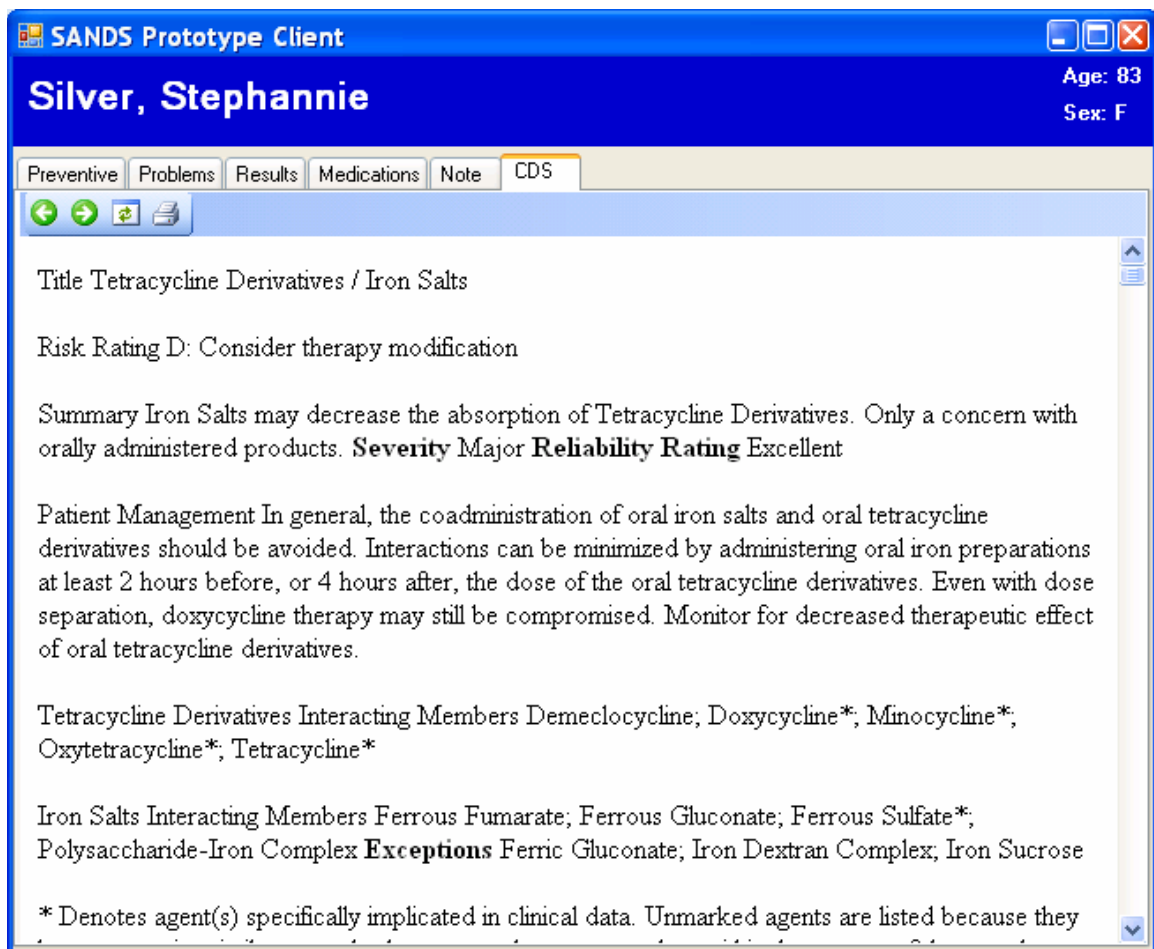 SANDS Prototype Client
Silver, Stephannie
Age: 83
Sex: F
Preventive Problems Results Medications Note CDS
Title Tetracycline Derivatives / Iron Salts
Risk Rating D: Consider therapy modification
Summary Iron Salts may decrease the absorption of Tetracycline Derivatives. Only a concern with
orally administered products. Severity Major Reliability Rating Excellent
Patient Management In general, the coadministration of oral iron salts and oral tetracycline
derivatives should be avoided. Interactions can be minimized by administering oral iron preparations
at least 2 hours before, or 4 hours after, the dose of the oral tetracycline derivatives. Even with dose
separation, doxycycline therapy may still be compromised. Monitor for decreased therapeutic effect
of oral tetracycline derivatives.
Tetracycline Derivatives Interacting Members Demeclocycline; Doxycycline*; Minocycline*;
Oxytetracycline*; Tetracycline*
Iron Salts Interacting Members Ferrous Fumarate; Ferrous Gluconate; Ferrous Sulfate*;
Polysaccharide-Iron Complex Exceptions Ferric Gluconate; Iron Dextran Complex; Iron Sucrose
* Denotes agent(s) specifically implicated in clinical data. Unmarked agents are listed because they